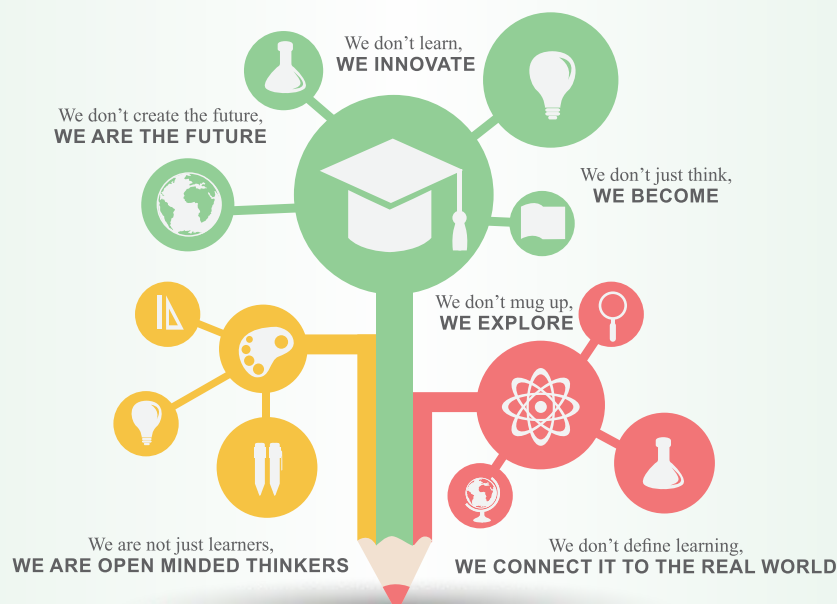 We don't learn,
WE INNOVATE
We don't create the future,
WE ARE THE FUTURE
We don't just think,
WE BECOME
We don't mug up,
WE EXPLORE
We are not just learners,
WE ARE OPEN MINDED THINKERS
We don't define learning,
WE CONNECT IT TO THE REAL WORLD